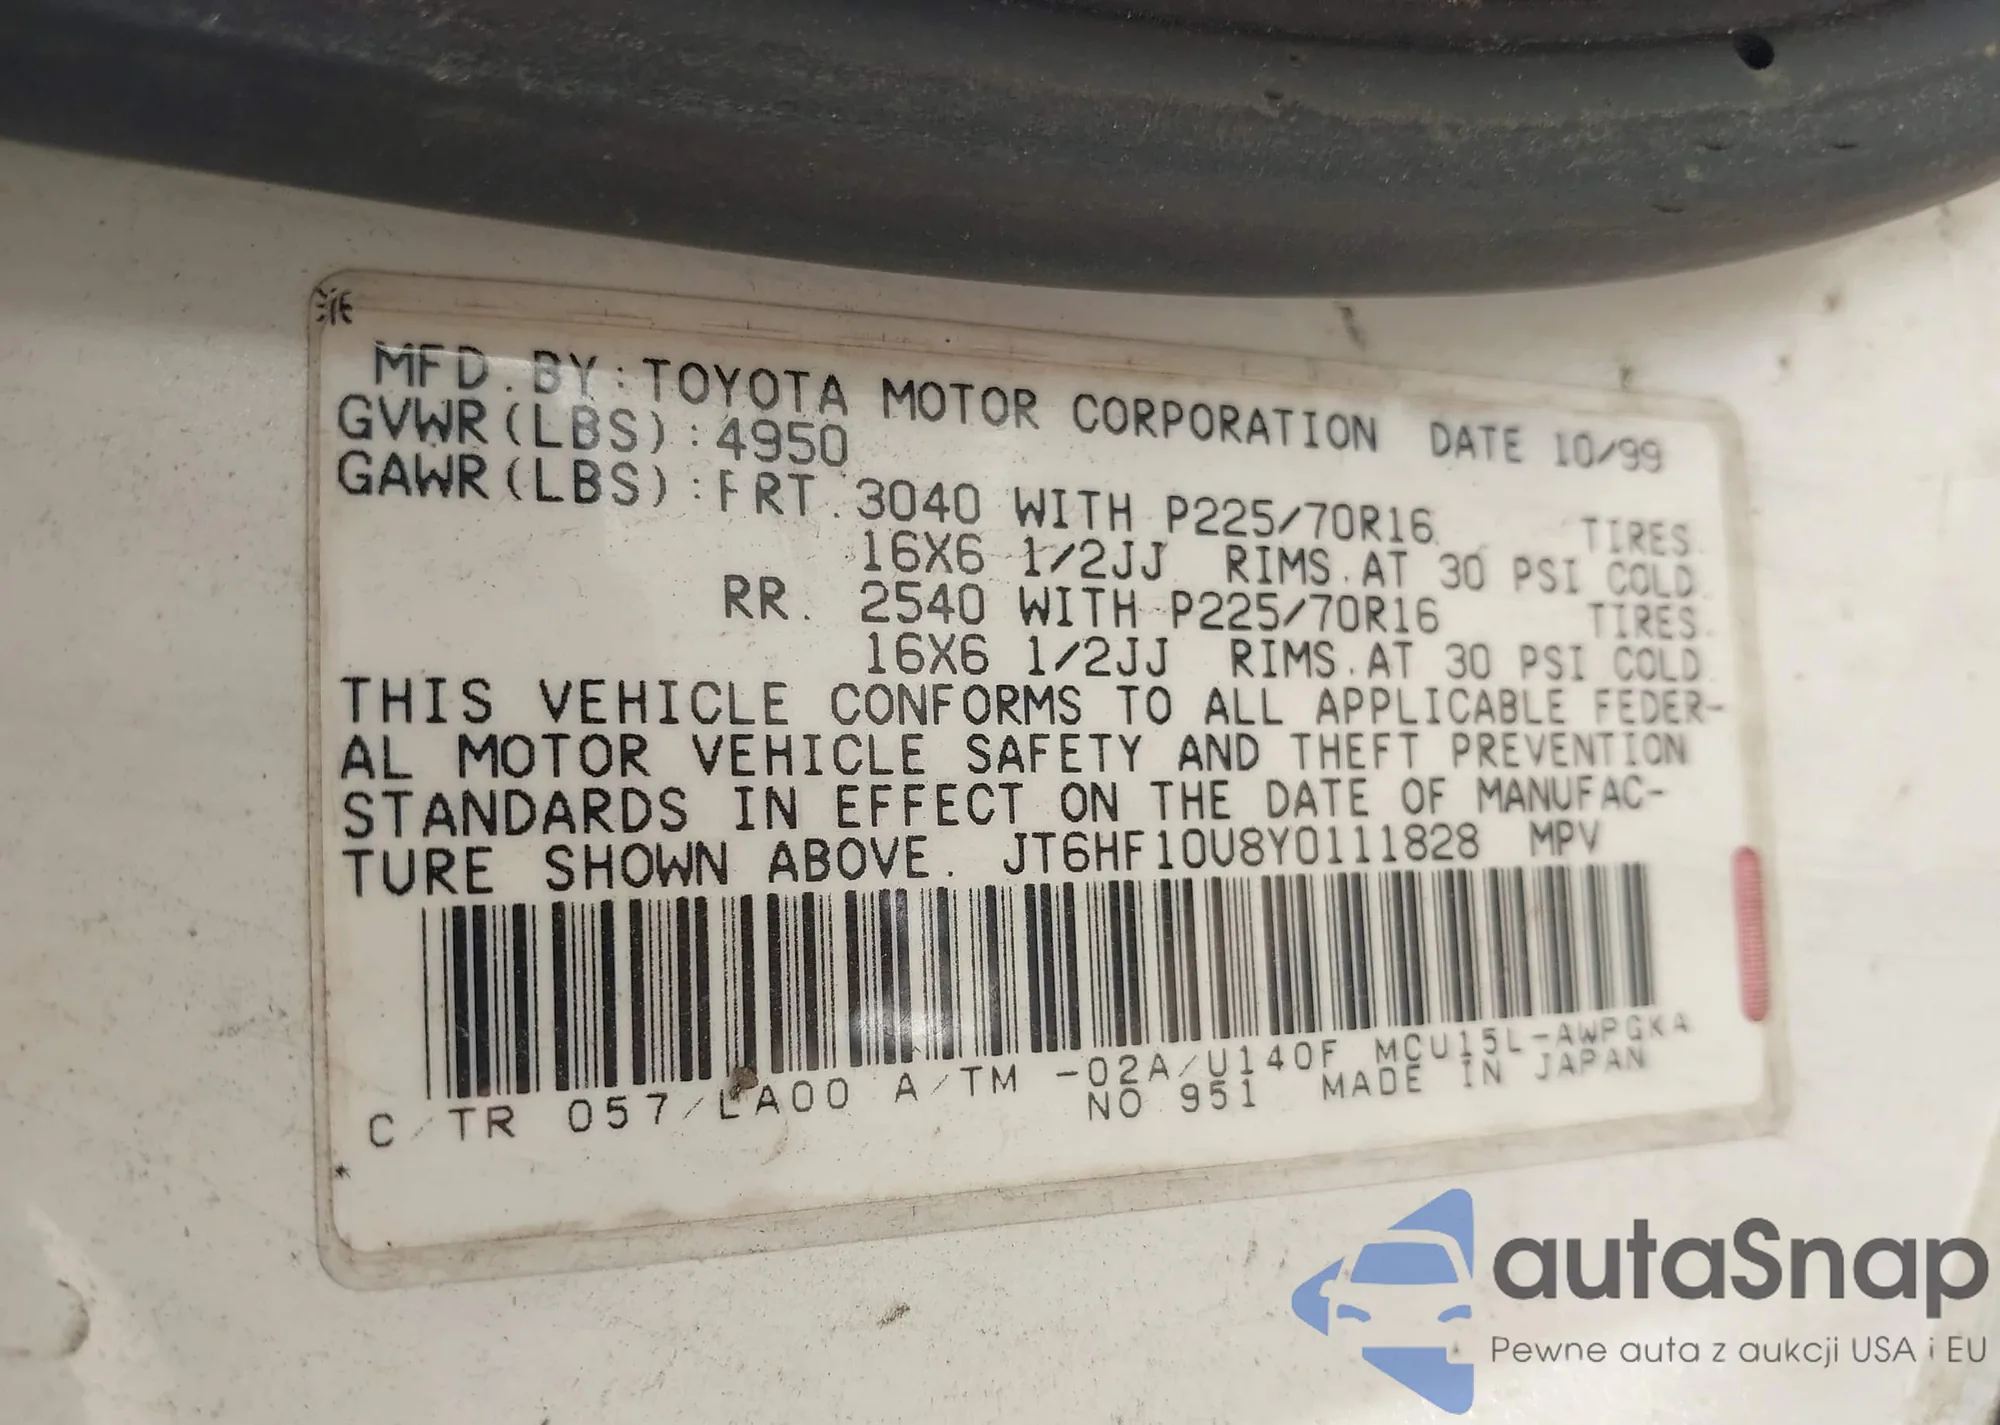 MFD. BY: TOYOTA MOTOR CORPORATION DATE 10/99
GVWR(LBS): 4950
GAWR(LBS): FRT. 3040 WITH P225/70R16 TIRES.
16X6 1/2JJ RIMS. AT 30 PSI COLD.
RR. 2540 WITH P225/70R16 TIRES.
16X6 1/2JJ RIMS. AT 30 PSI COLD.
THIS VEHICLE CONFORMS TO ALL APPLICABLE FEDER-
AL MOTOR VEHICLE SAFETY AND THEFT PREVENTION
STANDARDS IN EFFECT ON THE DATE OF MANUFAC-
TURE SHOWN ABOVE. JT6HF10U8Y0111828 MPV
C/TR 057/LA00 A/TM -02A/U140F MCU15L-AWPGKA
NO 951 MADE IN JAPAN
autaSnap
Pewne auta z aukcji USA i EU